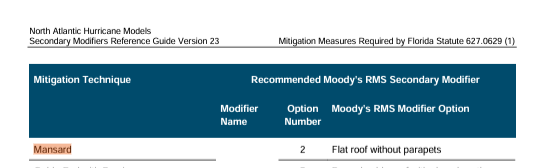 North Atlantic Hurricane Models
Secondary Modifiers Reference Guide Version 23 Mitigation Measures Required by Florida Statute 627.0629 (1)
Mitigation Technique Recommended Moody's RMS Secondary Modifier
Modifier Name Option Number Moody's RMS Modifier Option
Mansard 2 Flat roof without parapets